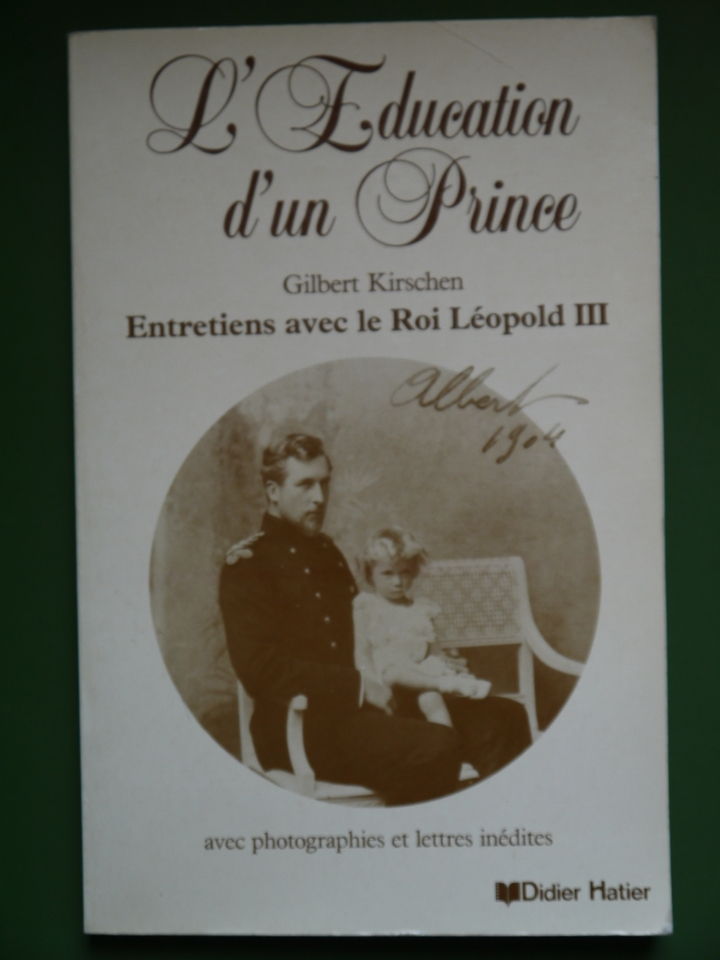 L'Education
d'un Prince
Gilbert Kirschen
Entretiens avec le Roi Léopold III
Albert
1904
avec photographies et lettres inédites
Didier Hatier